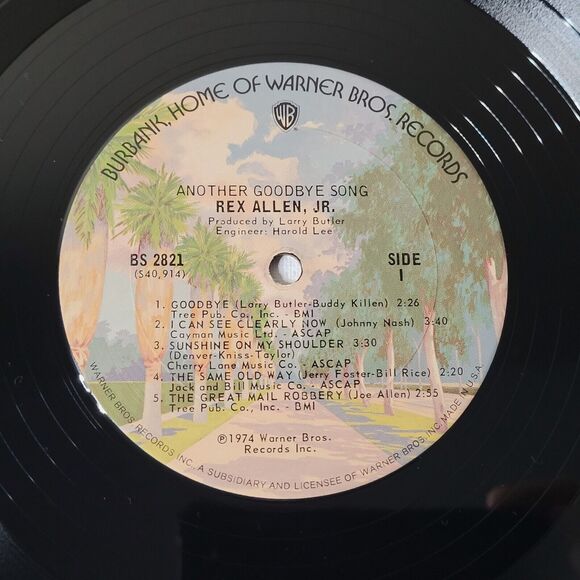 BURBANK, HOME OF WARNER BROS. RECORDS
WB
ANOTHER GOODBYE SONG
REX ALLEN, JR.
Produced by Larry Butler
Engineer: Harold Lee
BS 2821
(S40,914)
SIDE
1
1. GOODBYE (Larry Butler-Buddy Killen) 2:26
Tree Pub. Co., Inc. - BMI
2. I CAN SEE CLEARLY NOW (Johnny Nash) 3:40
Cayman Music Ltd. - ASCAP
3. SUNSHINE ON MY SHOULDER 3:30
(Denver-Kniss-Taylor)
Cherry Lane Music Co. - ASCAP
4. THE SAME OLD WAY (Jerry Foster-Bill Rice) 2:20
Jack and Bill Music Co. - ASCAP
5. THE GREAT MAIL ROBBERY (Joe Allen) 2:55
Tree Pub. Co., Inc. - BMI
℗1974 Warner Bros.
Records Inc.
WARNER BROS. RECORDS INC. A SUBSIDIARY AND LICENSEE OF WARNER BROS. INC. MADE IN U.S.A.